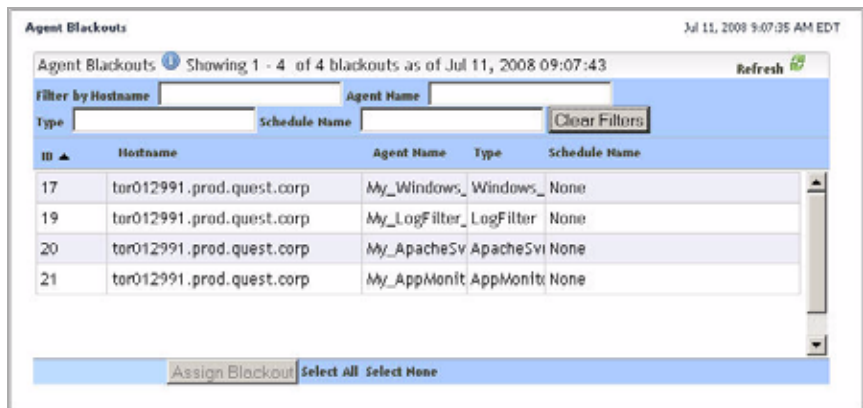 Agent Blackouts Jul 11, 2008 9:07:35 AM EDT
Agent Blackouts Showing 1 - 4 of 4 blackouts as of Jul 11, 2008 09:07:43 Refresh
Filter by Hostname Agent Name
Type Schedule Name Clear Filters
ID Hostname Agent Name Type Schedule Name
17 tor012991.prod.quest.corp My_Windows_ Windows_ None
19 tor012991.prod.quest.corp My_LogFilter_ LogFilter None
20 tor012991.prod.quest.corp My_ApacheSv ApacheSvr None
21 tor012991.prod.quest.corp My_AppMonit AppMonito None
Assign Blackout Select All Select None